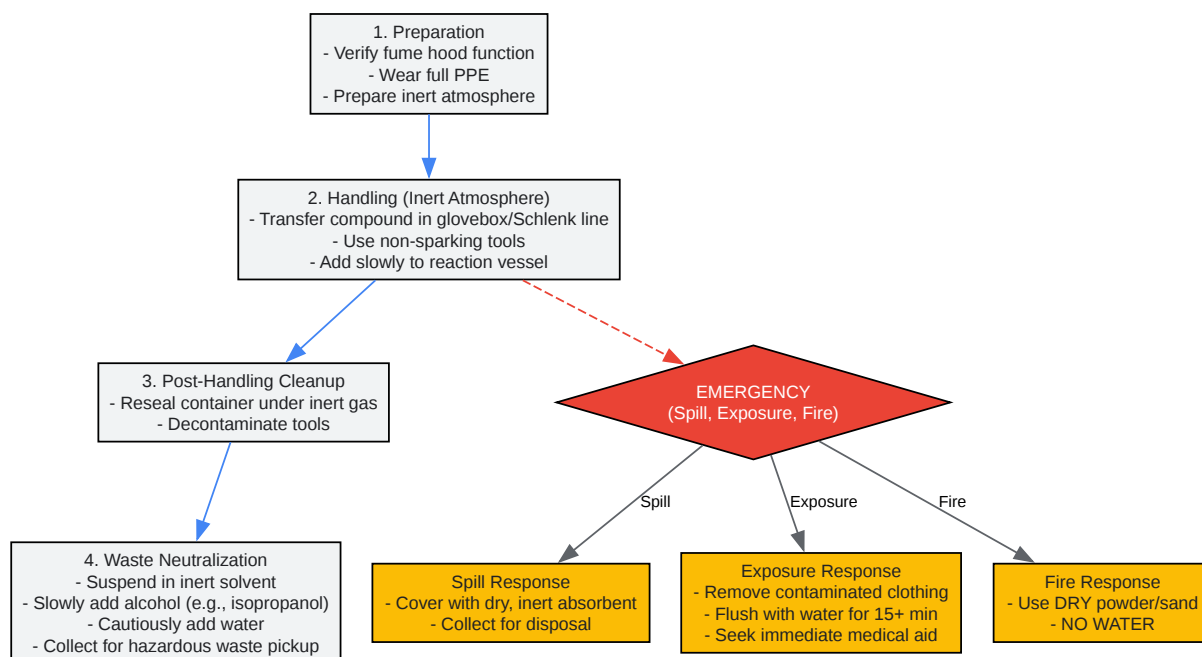 1. Preparation
- Verify fume hood function
- Wear full PPE
- Prepare inert atmosphere
2. Handling (Inert Atmosphere)
- Transfer compound in glovebox/Schlenk line
- Use non-sparking tools
- Add slowly to reaction vessel
3. Post-Handling Cleanup
- Reseal container under inert gas
- Decontaminate tools
EMERGENCY
(Spill, Exposure, Fire)
Spill
Exposure
Fire
4. Waste Neutralization
- Suspend in inert solvent
- Slowly add alcohol (e.g., isopropanol)
- Cautiously add water
- Collect for hazardous waste pickup
Spill Response
- Cover with dry, inert absorbent
- Collect for disposal
Exposure Response
- Remove contaminated clothing
- Flush with water for 15+ min
- Seek immediate medical aid
Fire Response
- Use DRY powder/sand
- NO WATER